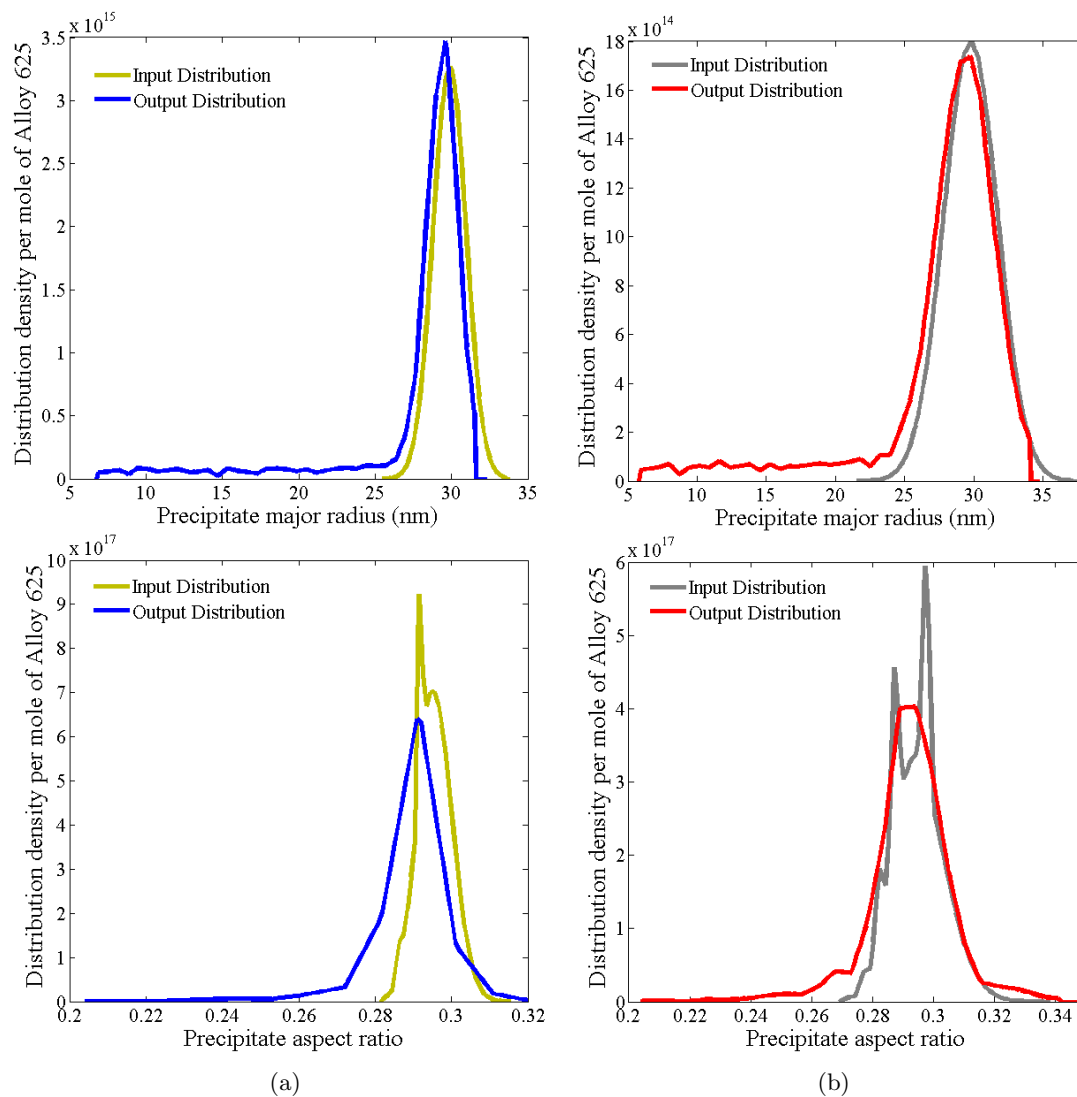 x 10^15
3.5
3
2.5
2
1.5
1
0.5
0
5 10 15 20 25 30 35
Distribution density per mole of Alloy 625
Input Distribution
Output Distribution
Precipitate major radius (nm)
x 10^14
18
16
14
12
10
8
6
4
2
0
5 10 15 20 25 30 35
Distribution density per mole of Alloy 625
Input Distribution
Output Distribution
Precipitate major radius (nm)
x 10^17
10
9
8
7
6
5
4
3
2
1
0
0.2 0.22 0.24 0.26 0.28 0.3 0.32
Distribution density per mole of Alloy 625
Input Distribution
Output Distribution
Precipitate aspect ratio
(a)
x 10^17
6
5
4
3
2
1
0
0.2 0.22 0.24 0.26 0.28 0.3 0.32 0.34
Distribution density per mole of Alloy 625
Input Distribution
Output Distribution
Precipitate aspect ratio
(b)